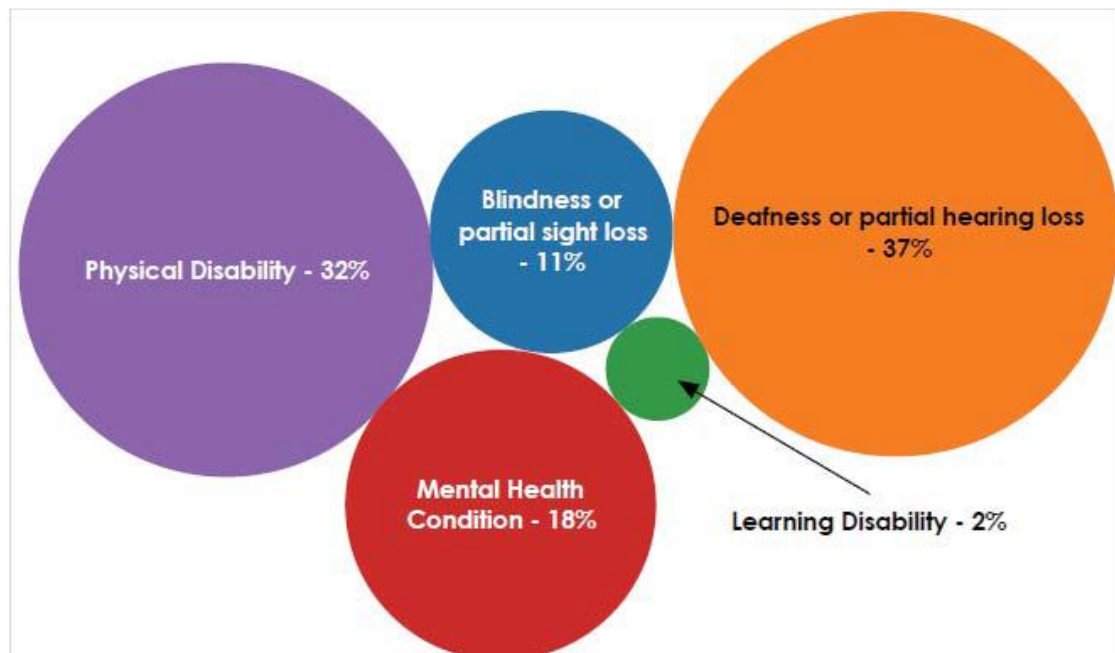 Physical Disability - 32%
Blindness or
partial sight loss
- 11%
Deafness or partial hearing loss
- 37%
Mental Health
Condition - 18%
Learning Disability - 2%